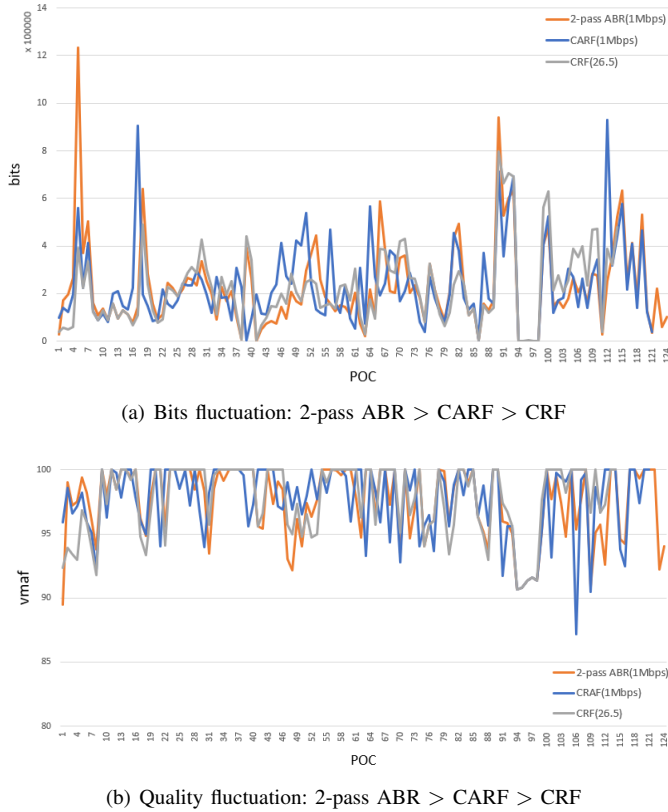 x 100000
14
12
10
8
6
4
2
0
bits
2-pass ABR(1Mbps)
CARF(1Mbps)
CRF(26.5)
1 4 7 10 13 16 19 22 25 28 31 34 37 40 43 46 49 52 55 58 61 64 67 70 73 76 79 82 85 88 91 94 97 100 103 106 109 112 115 118 121 124
POC
(a) Bits fluctuation: 2-pass ABR > CARF > CRF
100
95
90
85
80
vmaf
2-pass ABR(1Mbps)
CRAF(1Mbps)
CRF(26.5)
1 4 7 10 13 16 19 22 25 28 31 34 37 40 43 46 49 52 55 58 61 64 67 70 73 76 79 82 85 88 91 94 97 100 103 106 109 112 115 118 121 124
POC
(b) Quality fluctuation: 2-pass ABR > CARF > CRF